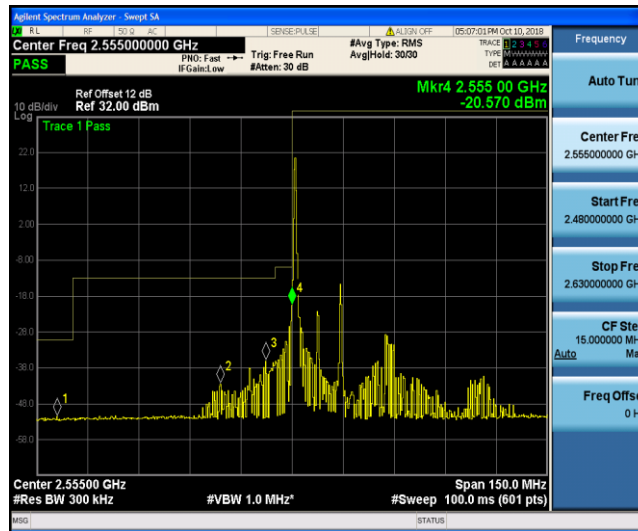 Agilent Spectrum Analyzer - Swept SA
RL RF 50 Ω AC SENSE:PULSE ALIGN OFF 05:07:01 PM Oct 10, 2018
Center Freq 2.555000000 GHz
PASS
PNO: Fast
IFGain:Low
Trig: Free Run
#Atten: 30 dB
#Avg Type: RMS
Avg|Hold: 30/30
TRACE 1 2 3 4 5 6
TYPE M
DET A A A A A A
Mkr4 2.555 00 GHz
-20.570 dBm
Ref Offset 12 dB
10 dB/div Ref 32.00 dBm
Log
Trace 1 Pass
22.0
12.0
2.00
-8.00
-18.0
-28.0
-38.0
-48.0
-58.0
1
2
3
4
Center 2.55500 GHz Span 150.0 MHz
#Res BW 300 kHz #VBW 1.0 MHz* #Sweep 100.0 ms (601 pts)
MSG STATUS
Frequency
Auto Tun
Center Fre
2.555000000 GH
Start Fre
2.480000000 GH
Stop Fre
2.630000000 GH
CF Ste
15.000000 MH
Auto Ma
Freq Offs
0 H